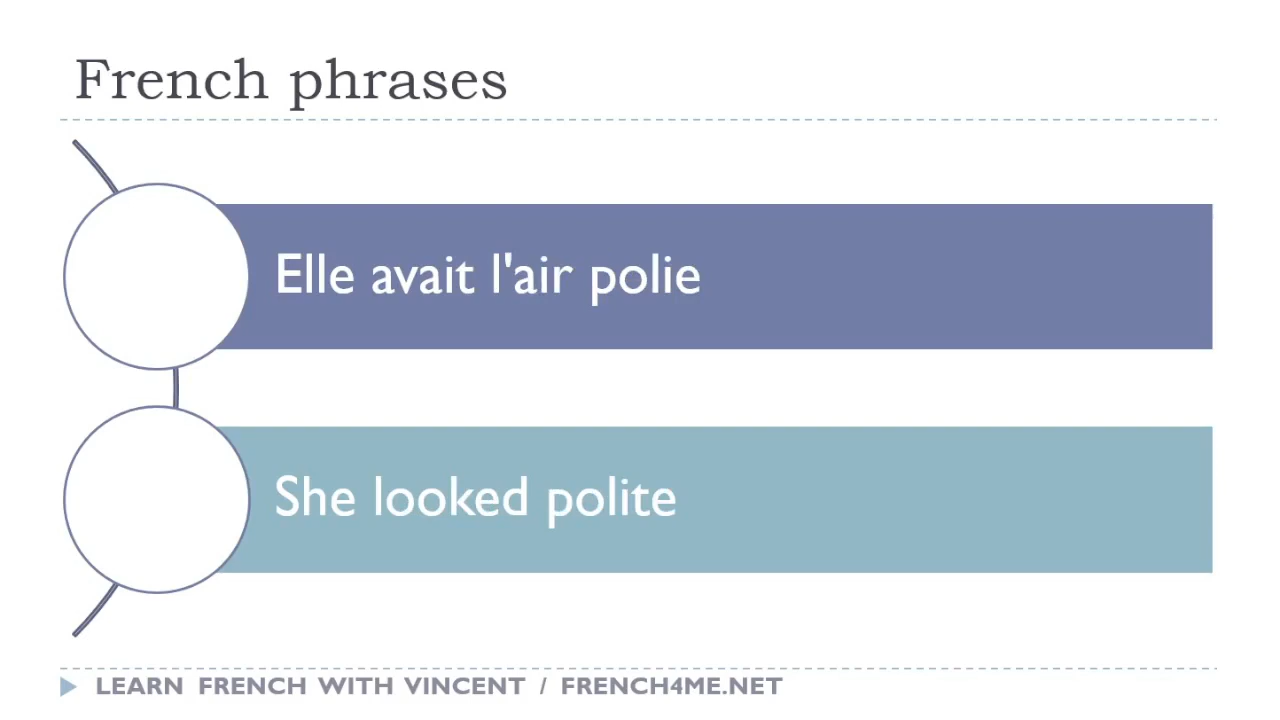 French phrases
Elle avait l'air polie
She looked polite
LEARN FRENCH WITH VINCENT / FRENCH4ME.NET